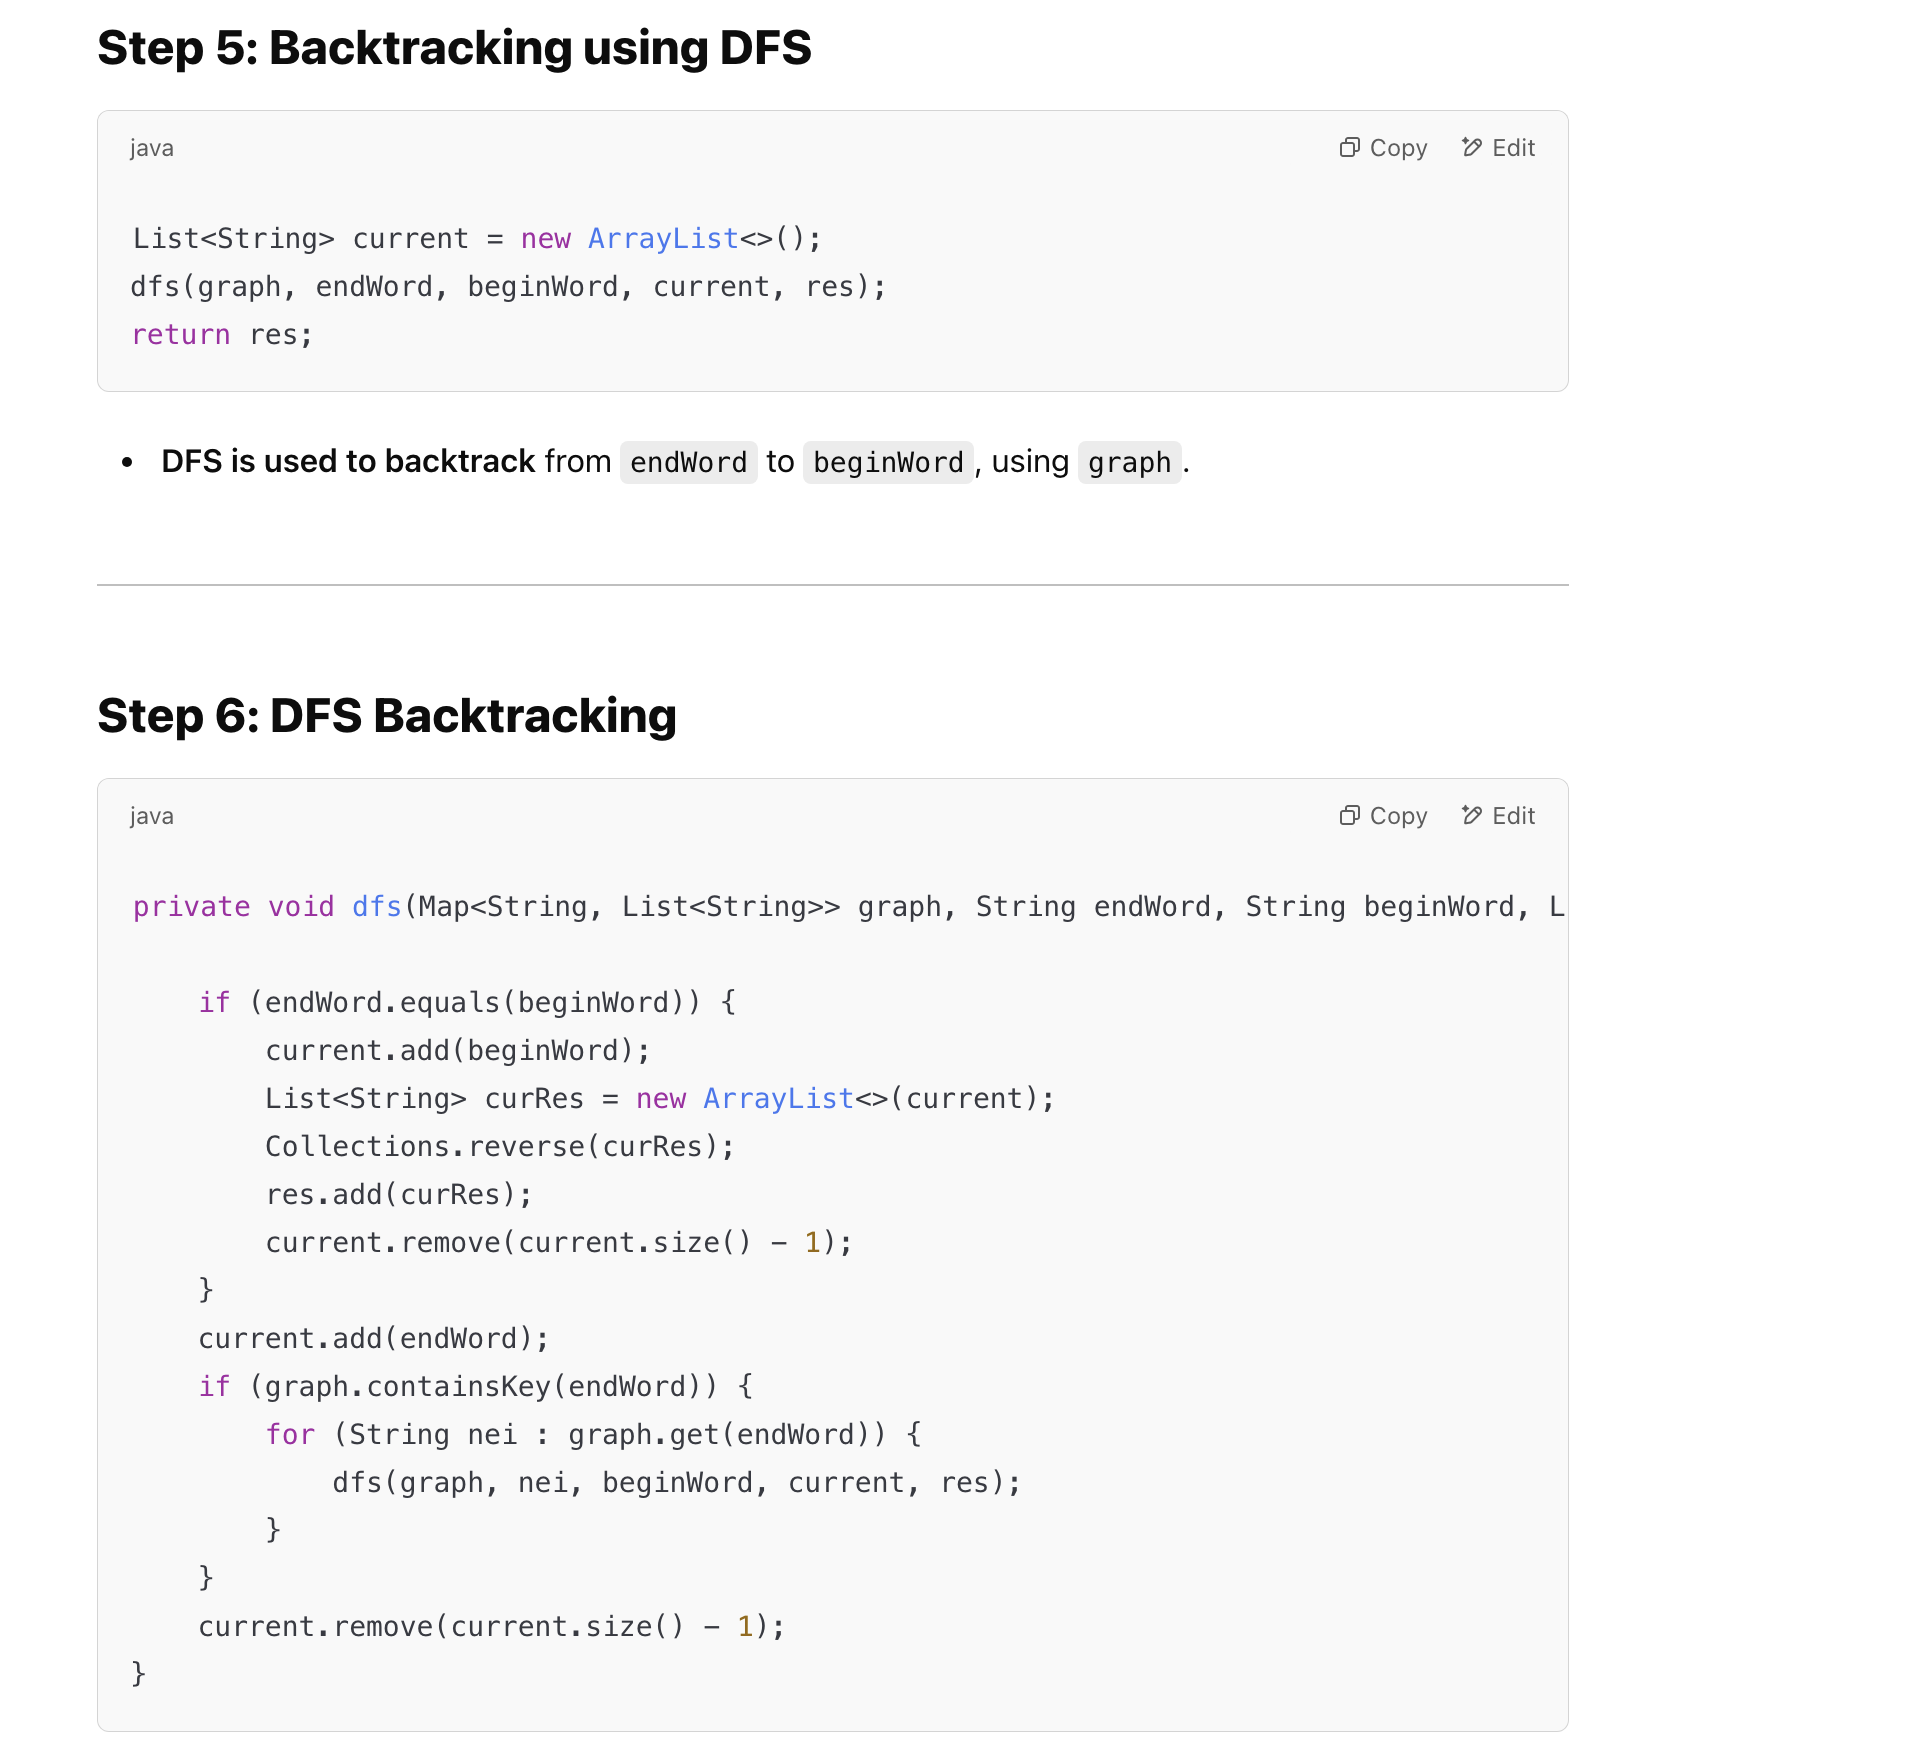 Step 5: Backtracking using DFS
java
Copy
Edit
List<String> current = new ArrayList<>();
dfs(graph, endWord, beginWord, current, res);
return res;
• DFS is used to backtrack from endWord to beginWord, using graph.
Step 6: DFS Backtracking
java
Copy
Edit
private void dfs(Map<String, List<String>> graph, String endWord, String beginWord, L
if (endWord.equals(beginWord)) {
current.add(beginWord);
List<String> curRes = new ArrayList<>(current);
Collections.reverse(curRes);
res.add(curRes);
current.remove(current.size() - 1);
}
current.add(endWord);
if (graph.containsKey(endWord)) {
for (String nei : graph.get(endWord)) {
dfs(graph, nei, beginWord, current, res);
}
}
current.remove(current.size() - 1);
}